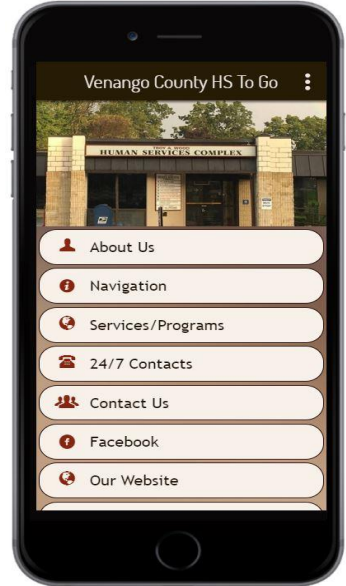 Venango County HS To Go
HUMAN SERVICES COMPLEX
About Us
Navigation
Services/Programs
24/7 Contacts
Contact Us
Facebook
Our Website